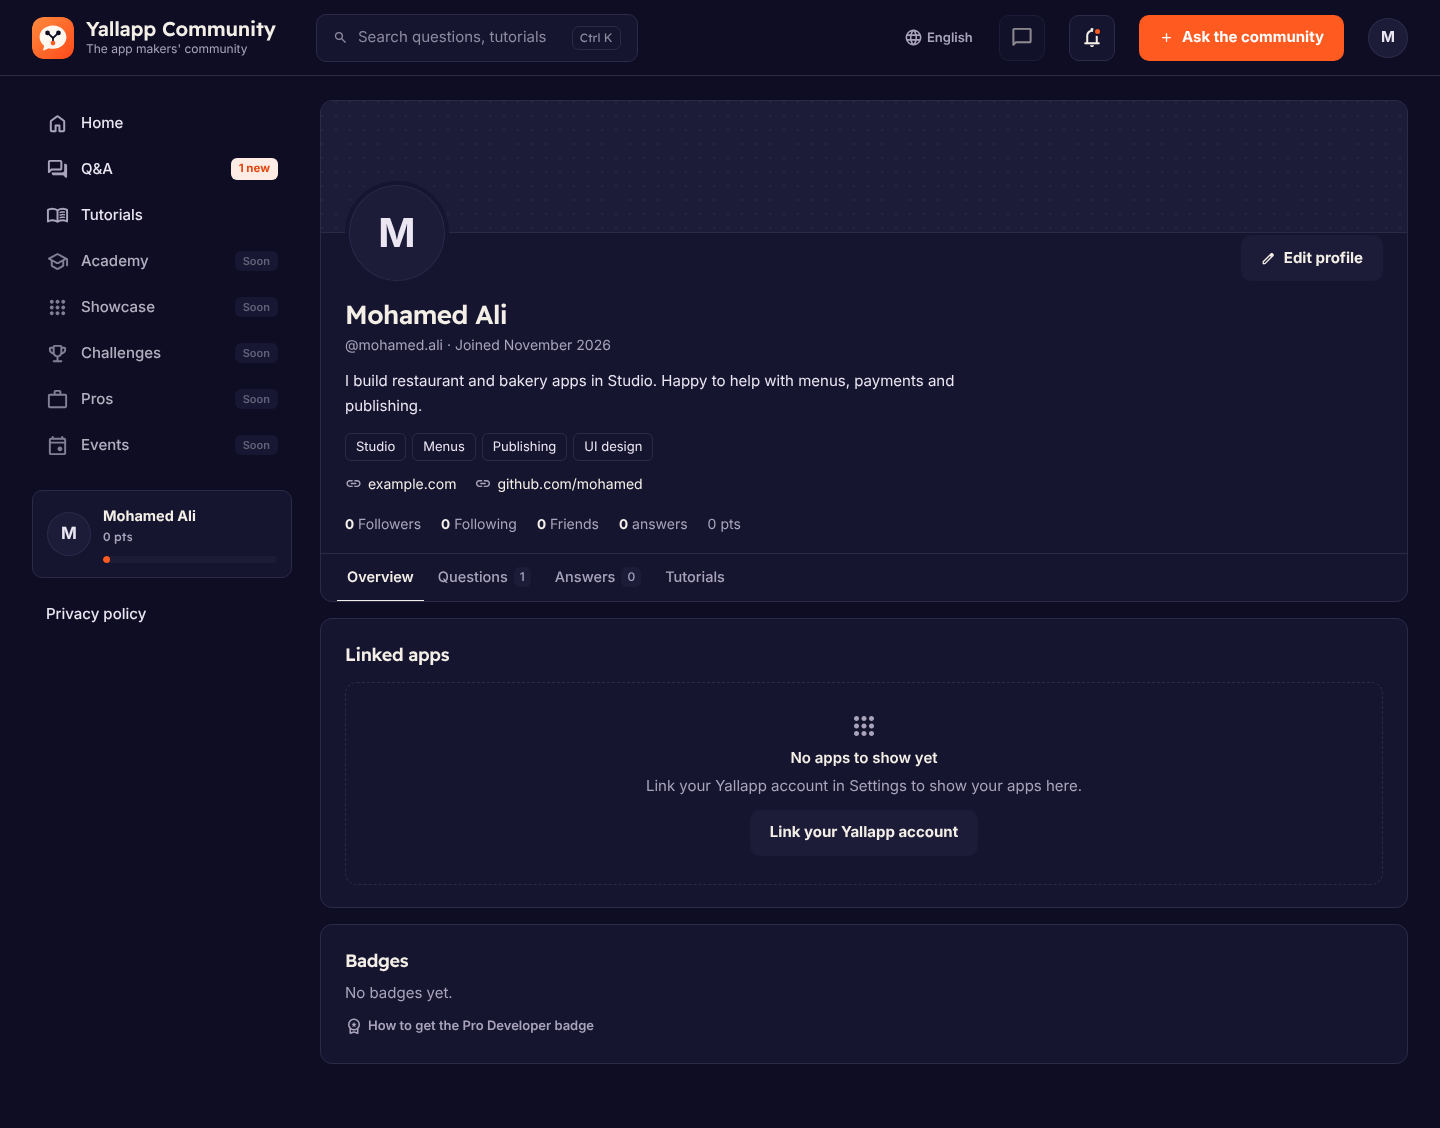 Yallapp Community
The app makers' community
Search questions, tutorials
Ctrl K
English
+ Ask the community
M
Home
Q&A
1 new
Tutorials
Academy
Soon
Showcase
Soon
Challenges
Soon
Pros
Soon
Events
Soon
M
Mohamed Ali
0 pts
Privacy policy
M
Edit profile
Mohamed Ali
@mohamed.ali · Joined November 2026
I build restaurant and bakery apps in Studio. Happy to help with menus, payments and
publishing.
Studio
Menus
Publishing
UI design
example.com
github.com/mohamed
0 Followers
0 Following
0 Friends
0 answers
0 pts
Overview
Questions 1
Answers 0
Tutorials
Linked apps
No apps to show yet
Link your Yallapp account in Settings to show your apps here.
Link your Yallapp account
Badges
No badges yet.
How to get the Pro Developer badge